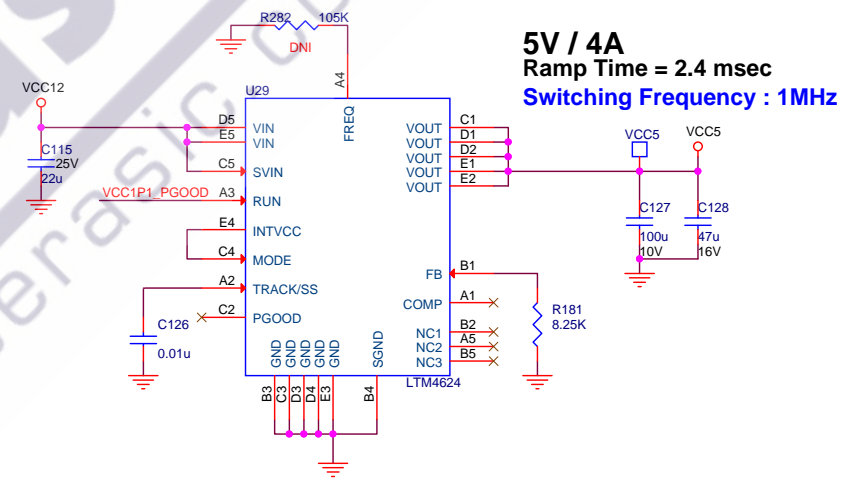 R282 105K
DNI
5V / 4A
Ramp Time = 2.4 msec
Switching Frequency : 1MHz
VCC12
U29
A4
FREQ
VCC5
VCC5
D5
VIN
E5
VIN
C5
SVIN
A3
RUN
E4
INTVCC
C4
MODE
A2
TRACK/SS
C2
PGOOD
VOUT C1
VOUT D1
VOUT D2
VOUT E1
VOUT E2
FB B1
COMP A1
NC1 B2
NC2 A5
NC3 B5
C115
25V
22u
VCC1P1_PGOOD
C126
0.01u
C127
100u
10V
C128
47u
16V
R181
8.25K
GND
GND
GND
GND
GND
SGND
LTM4624
B3
C3
D3
D4
E3
B4
erasic